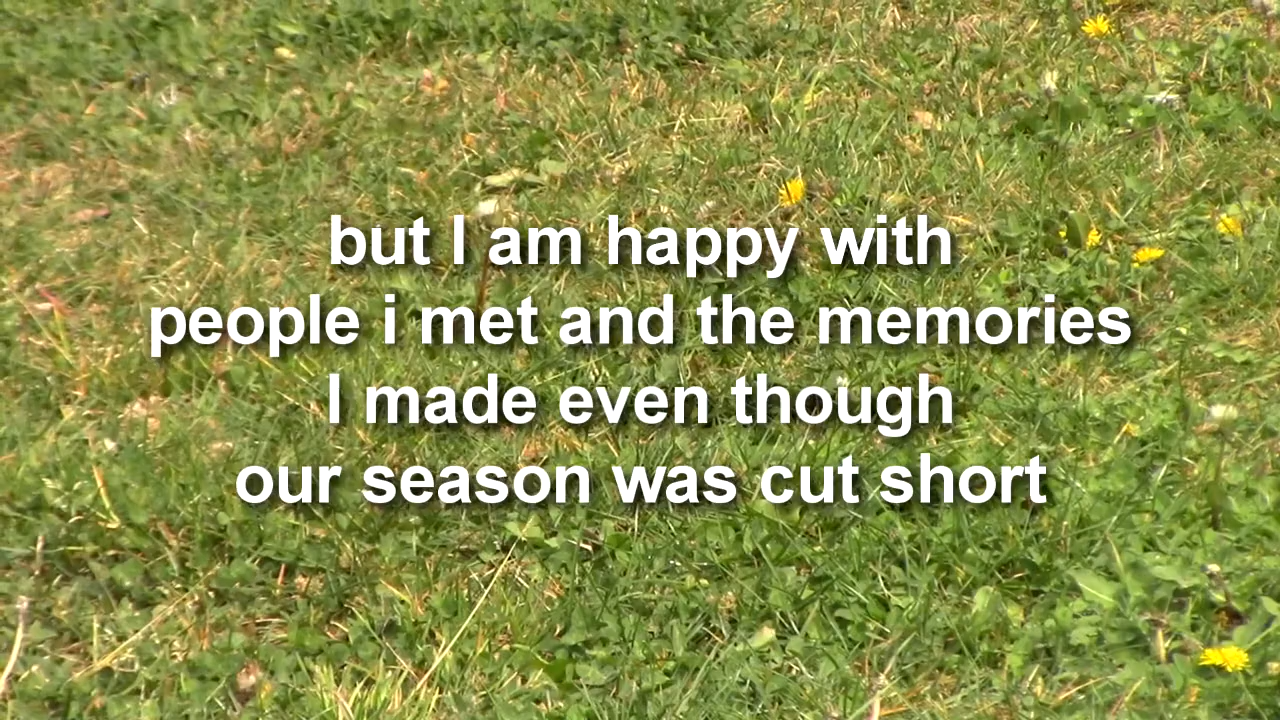 but I am happy with
people i met and the memories
I made even though
our season was cut short